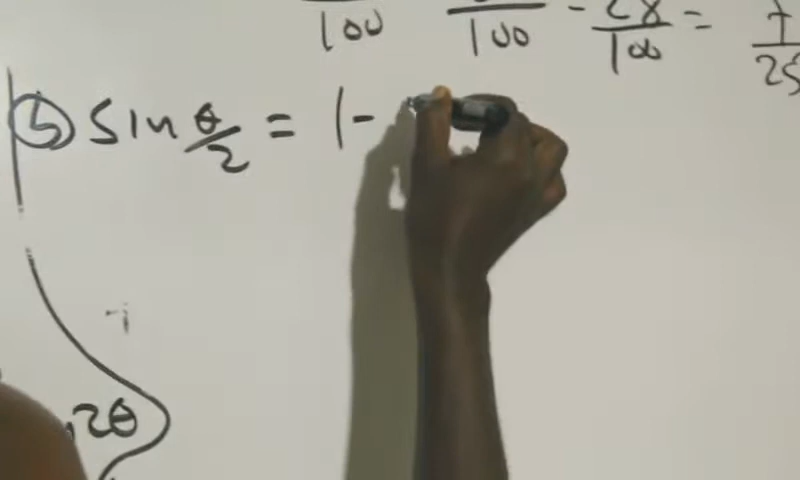 100 100 - 28/100 = 7/25
⑤ sin θ/2 = 1-
2θ